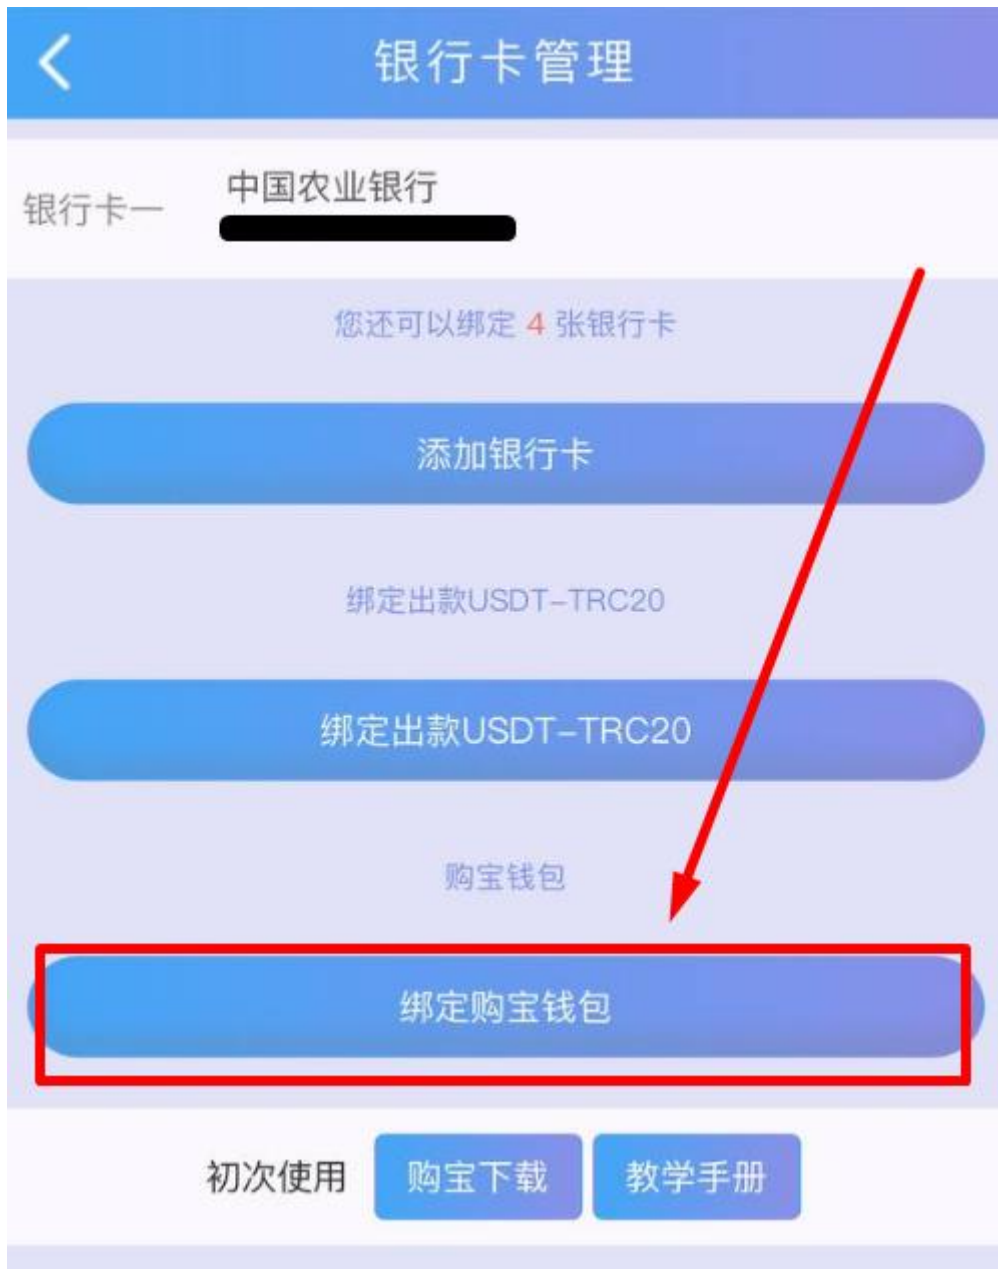 银行卡管理
银行卡一
中国农业银行
您还可以绑定 4 张银行卡
添加银行卡
绑定出款USDT-TRC20
绑定出款USDT-TRC20
购宝钱包
绑定购宝钱包
初次使用 购宝下载 教学手册